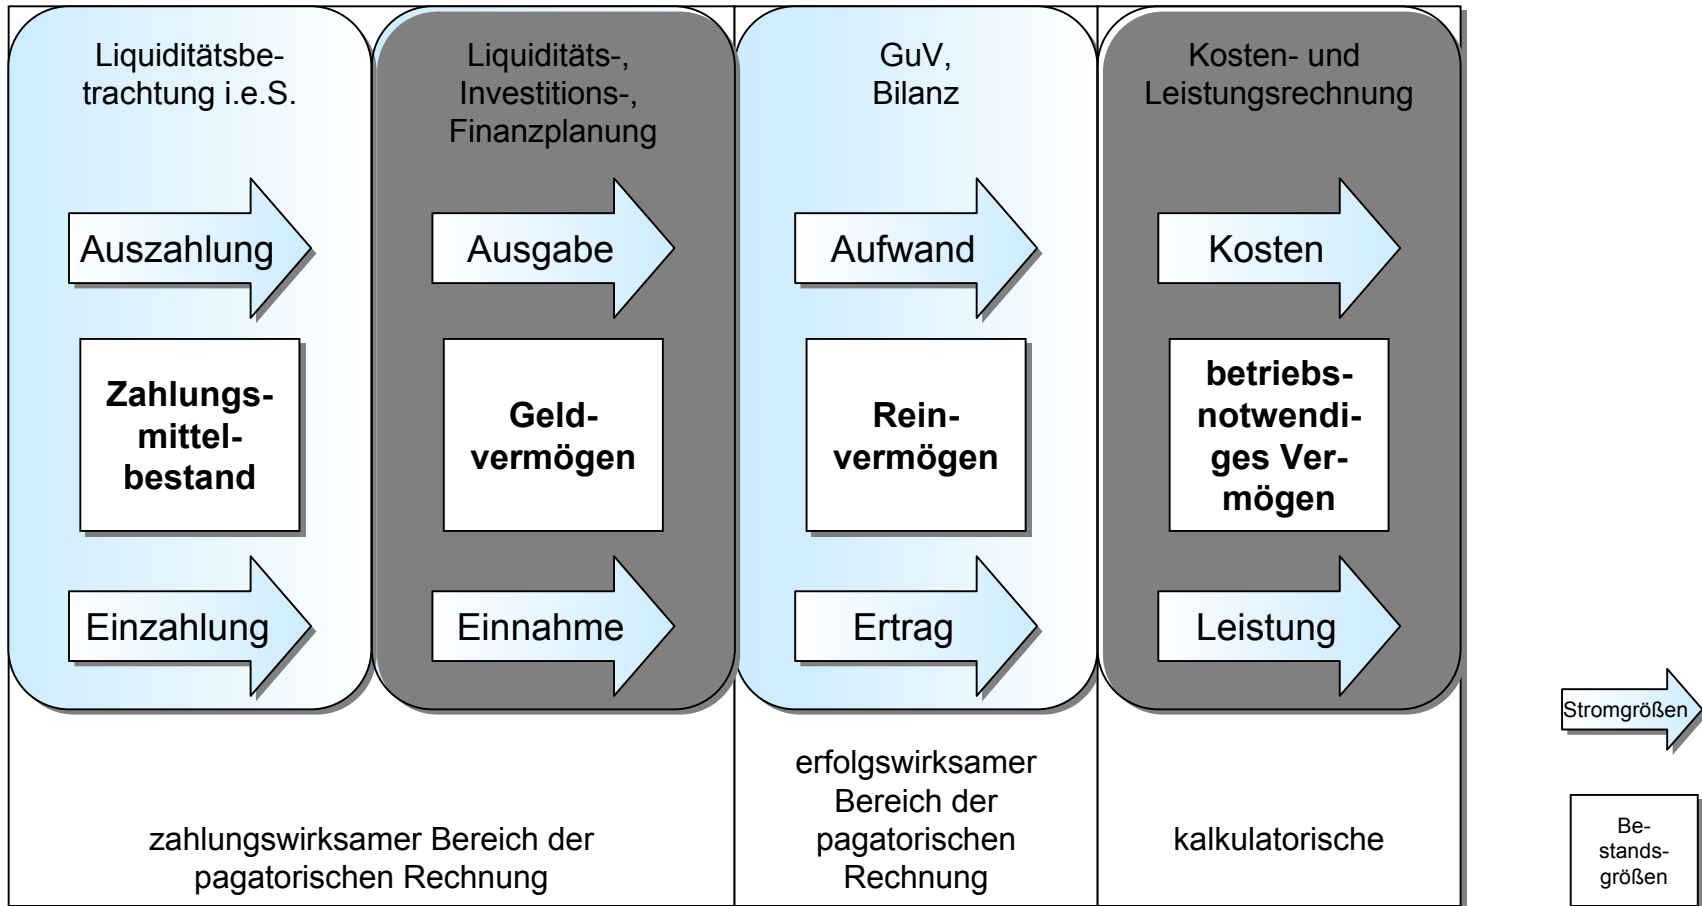 Liquiditätsbe-
trachtung i.e.S.
Liquiditäts-,
Investitions-,
Finanzplanung
GuV,
Bilanz
Kosten- und
Leistungsrechnung
Auszahlung
Ausgabe
Aufwand
Kosten
Zahlungs-
mittel-
bestand
Geld-
vermögen
Rein-
vermögen
betriebs-
notwendi-
ges Ver-
mögen
Einzahlung
Einnahme
Ertrag
Leistung
zahlungswirksamer Bereich der
pagatorischen Rechnung
erfolgswirksamer
Bereich der
pagatorischen
Rechnung
kalkulatorische
Stromgrößen
Be-
stands-
größen